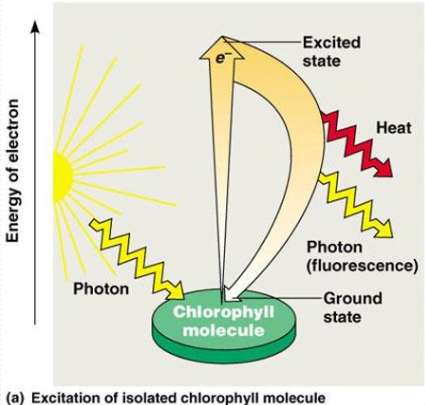 Energy of electron
e⁻
Excited
state
Heat
Photon
(fluorescence)
Photon
Ground
state
Chlorophyll
molecule
(a) Excitation of isolated chlorophyll molecule